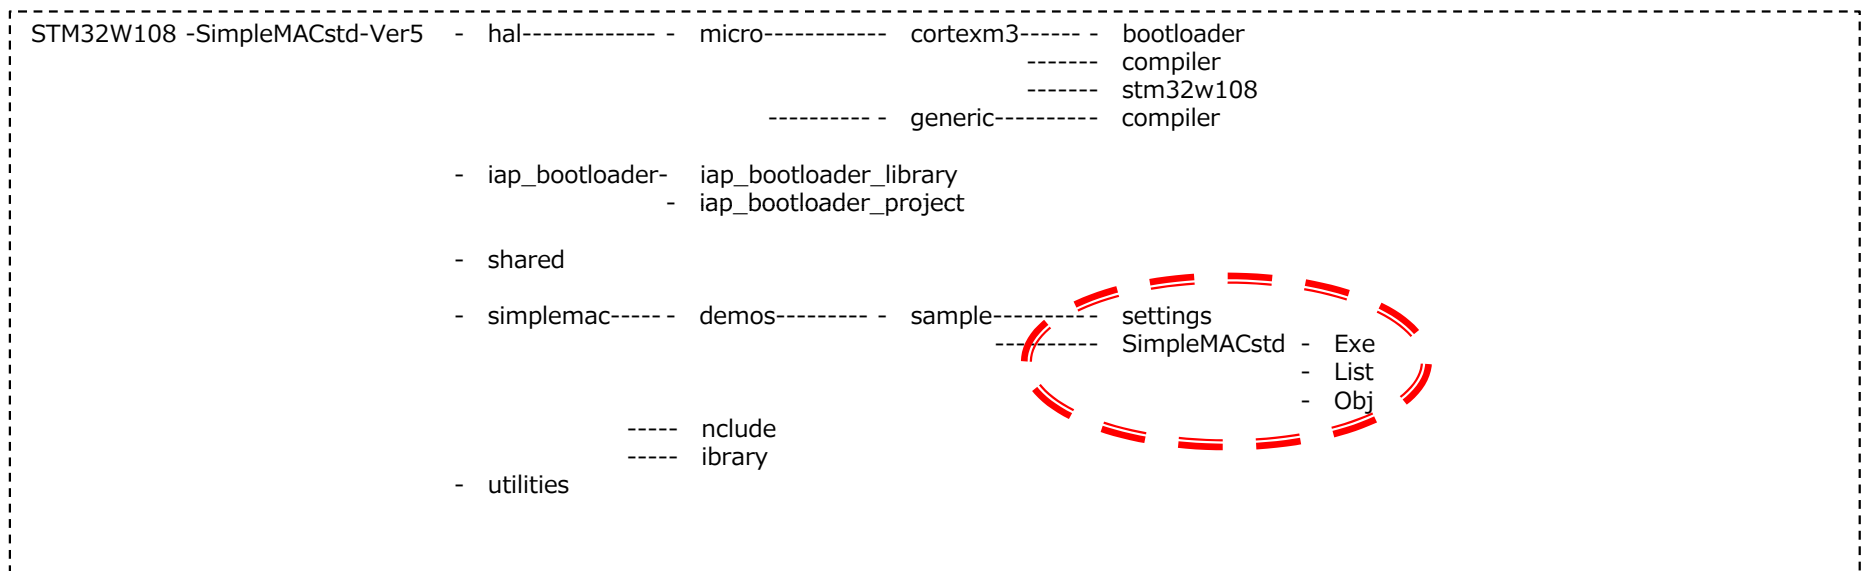 STM32W108 -SimpleMACstd-Ver5 - hal------------- - micro------------ - cortexm3------ - bootloader
------- compiler
------- stm32w108
---------- - generic---------- compiler
- iap_bootloader- iap_bootloader_library
- iap_bootloader_project
- shared
- simplemac----- - demos--------- - sample--------- - settings
---------- SimpleMACstd - Exe
- List
- Obj
----- nclude
----- ibrary
- utilities